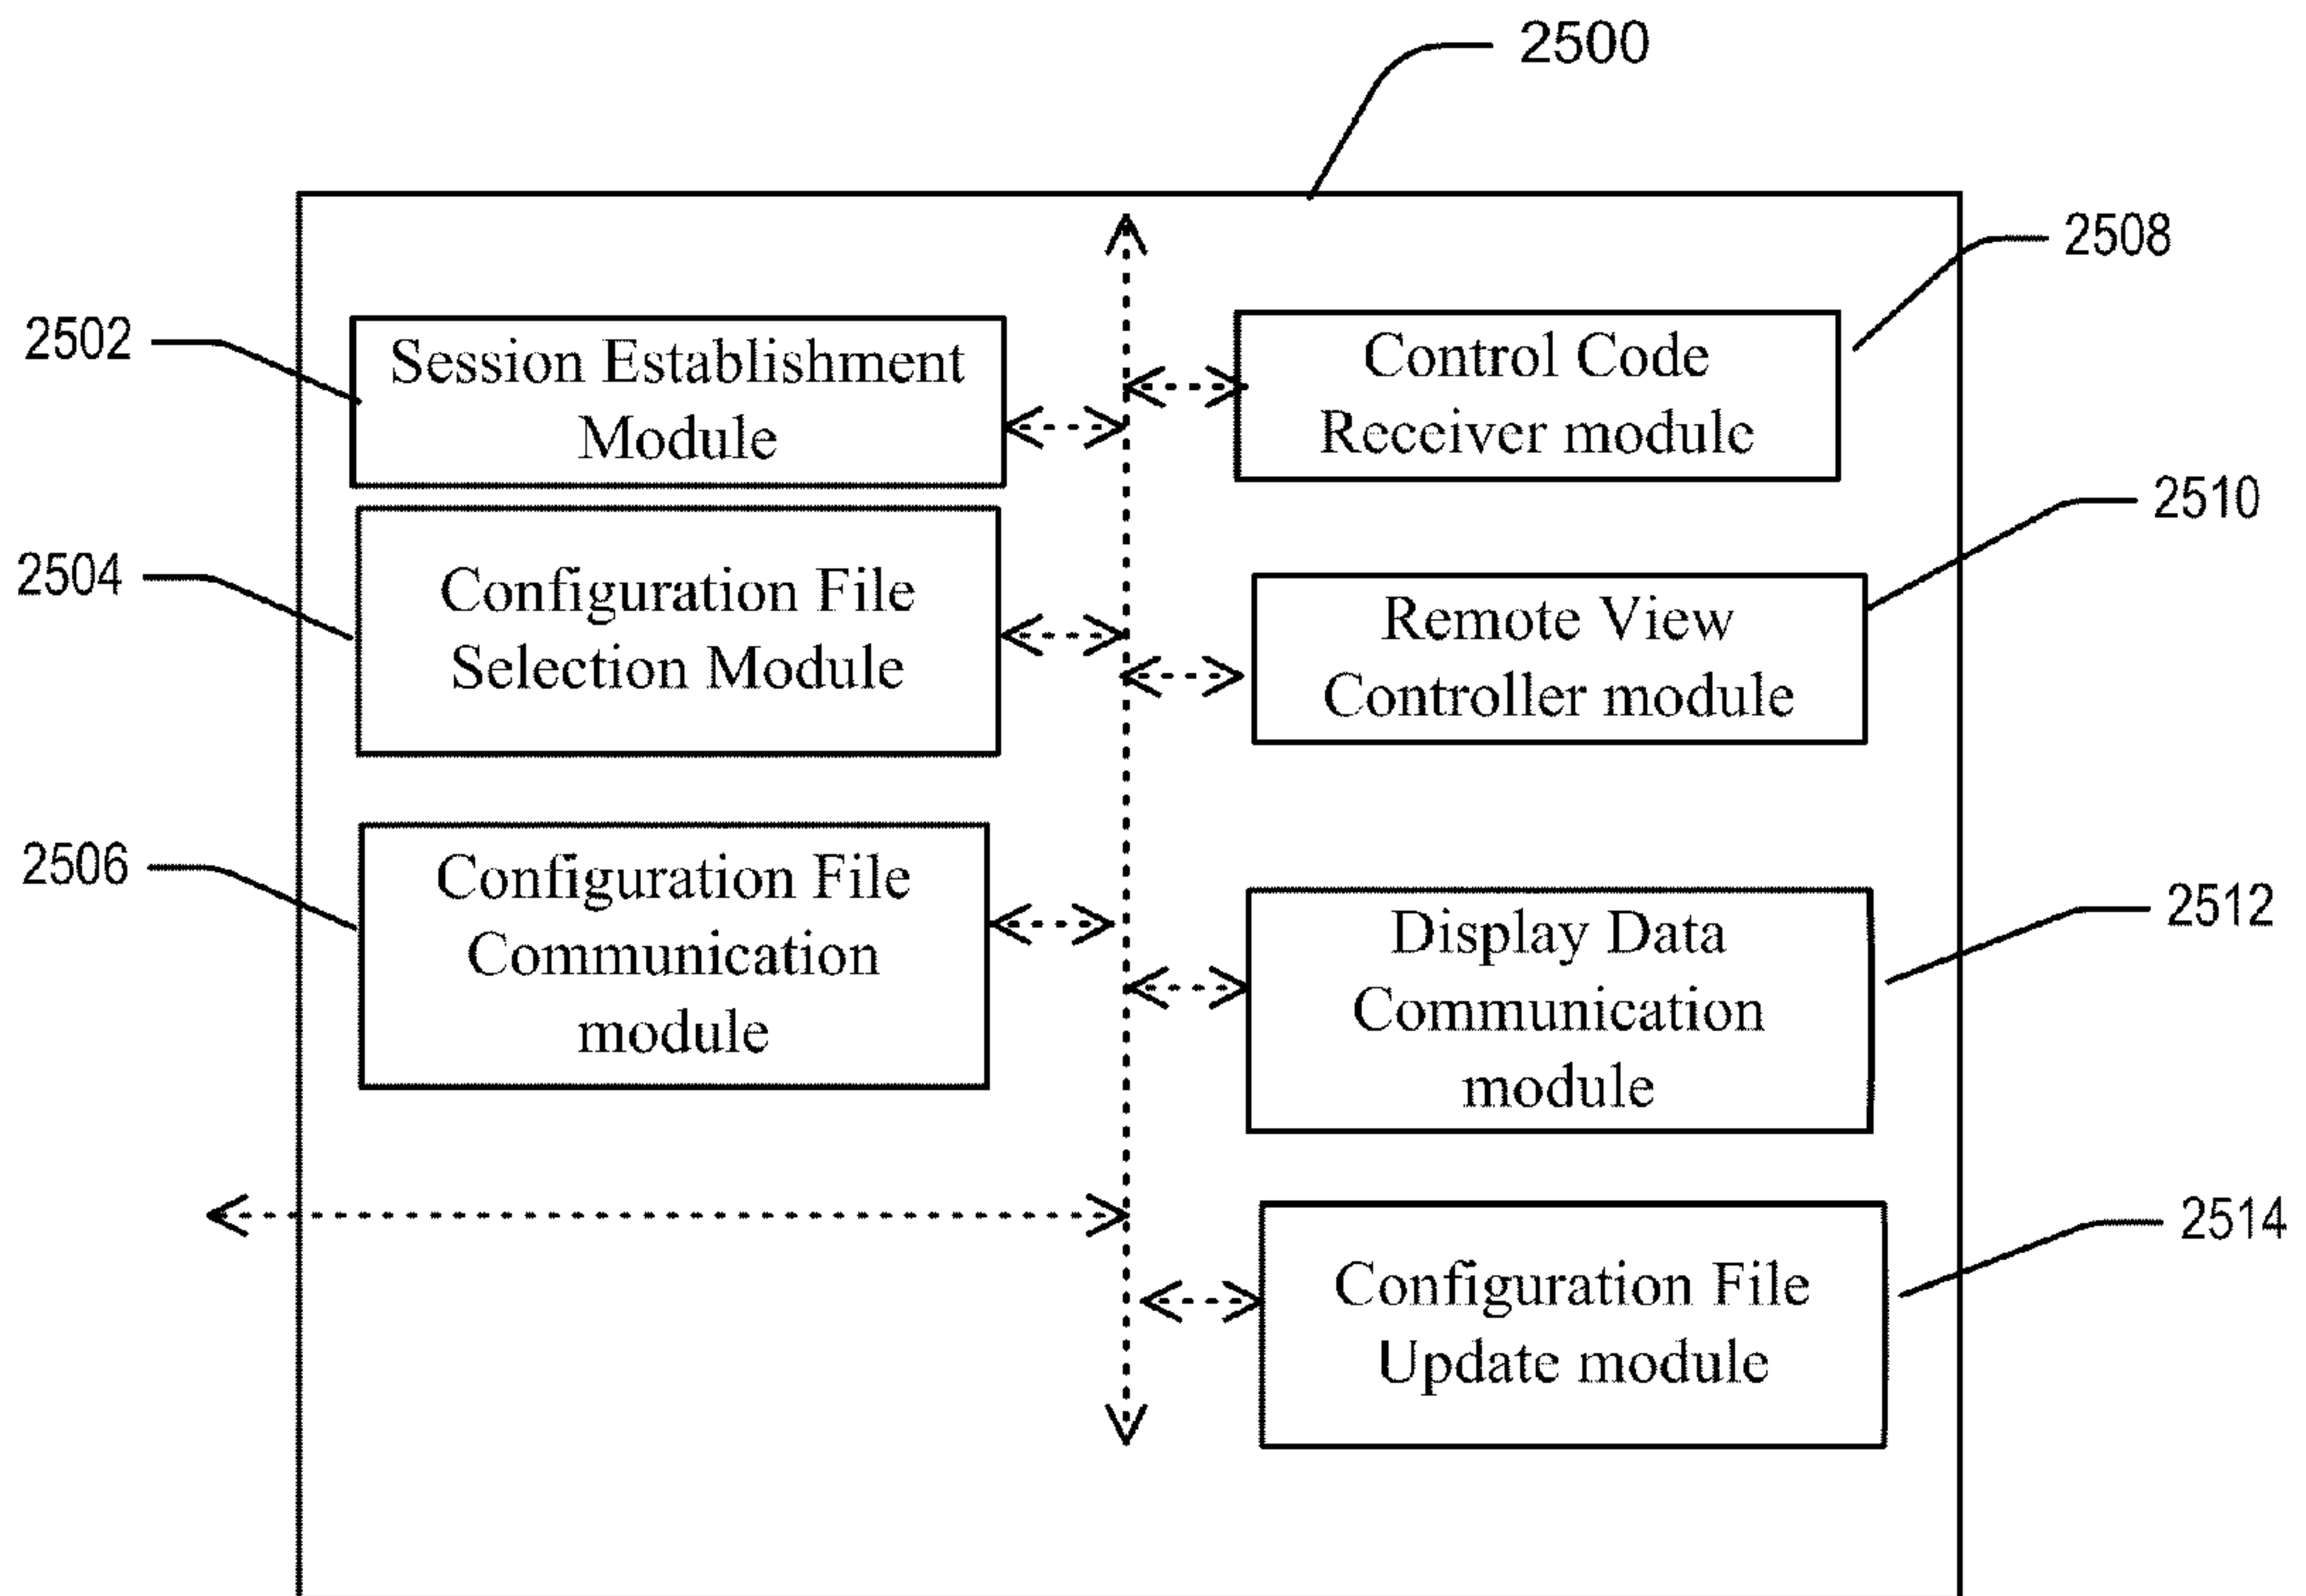 2500
2502
Session Establishment
Module
2504
Configuration File
Selection Module
2506
Configuration File
Communication
module
2508
Control Code
Receiver module
2510
Remote View
Controller module
2512
Display Data
Communication
module
2514
Configuration File
Update module